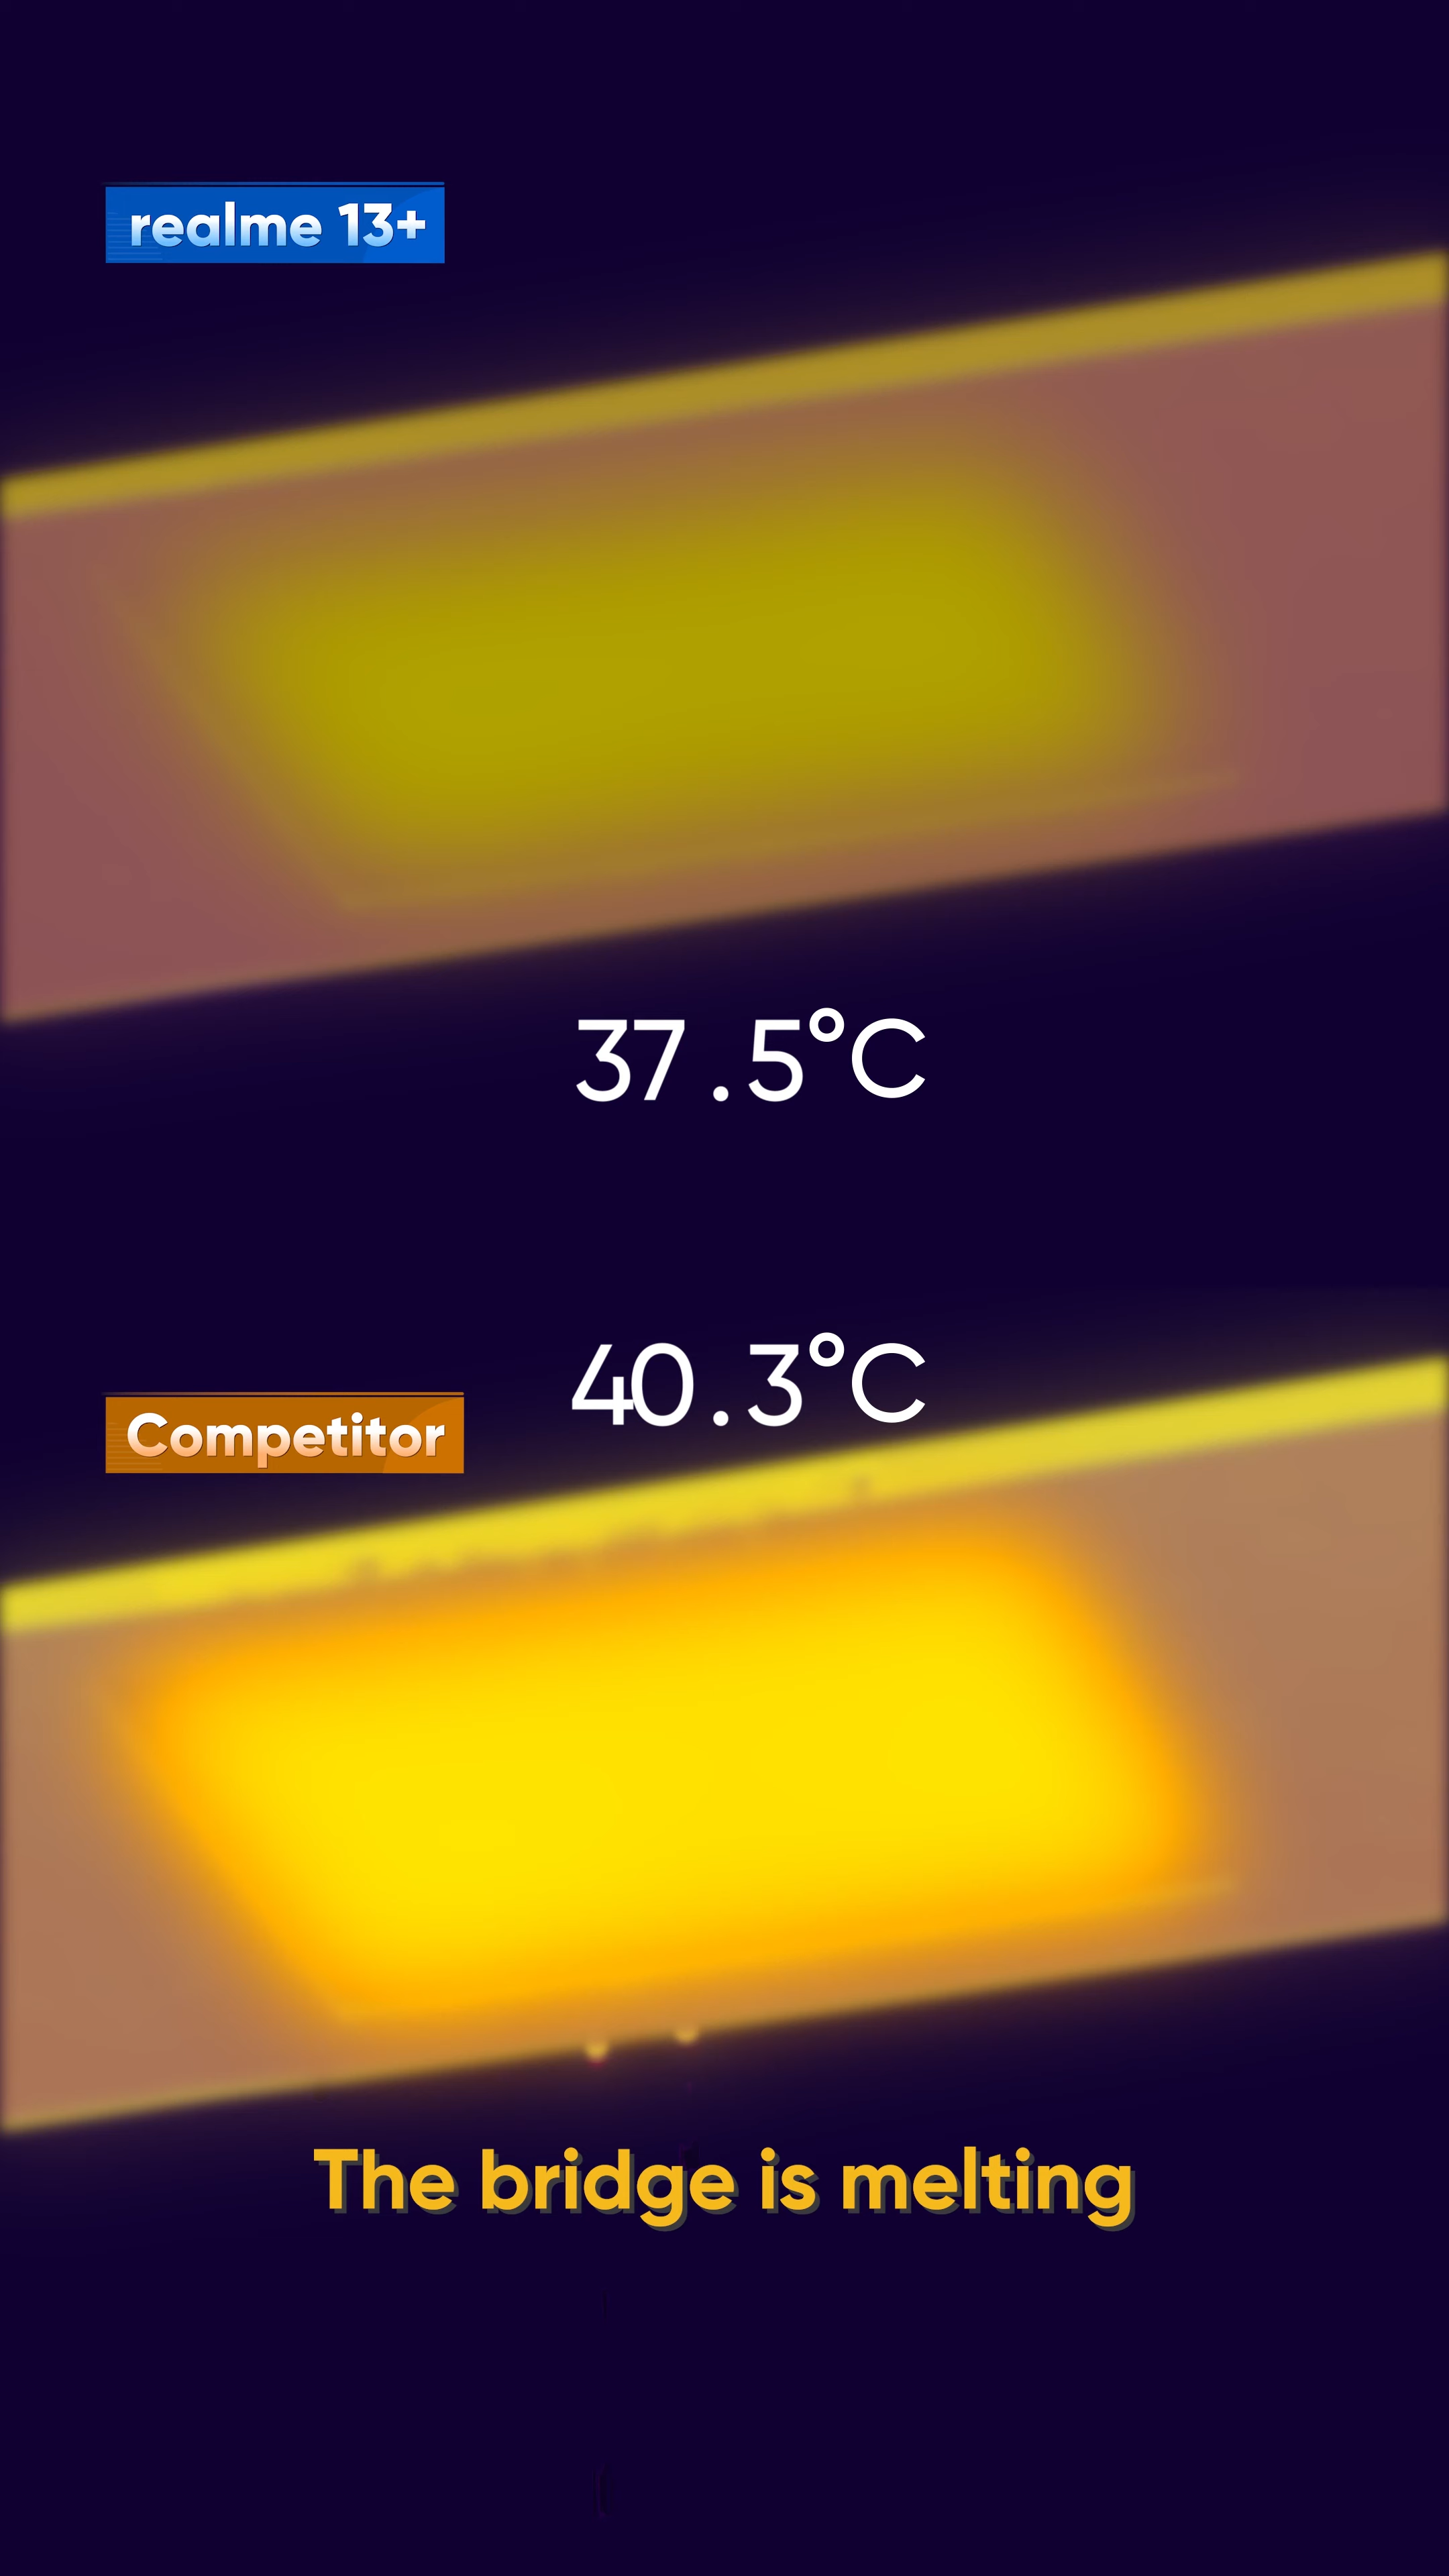 realme 13+
37.5°C
40.3°C
Competitor
The bridge is melting